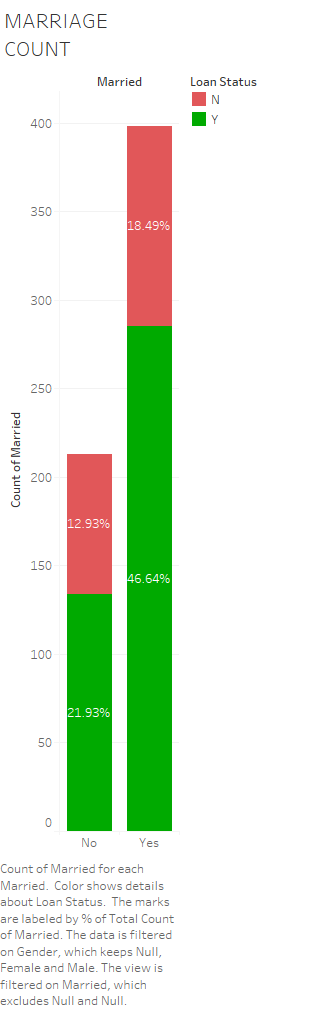 MARRIAGE
COUNT
Married
Loan Status
N
Y
400
350
300
250
200
150
100
50
0
Count of Married
18.49%
12.93%
46.64%
21.93%
No
Yes
Count of Married for each
Married.  Color shows details
about Loan Status.  The marks
are labeled by % of Total Count
of Married. The data is filtered
on Gender, which keeps Null,
Female and Male. The view is
filtered on Married, which
excludes Null and Null.